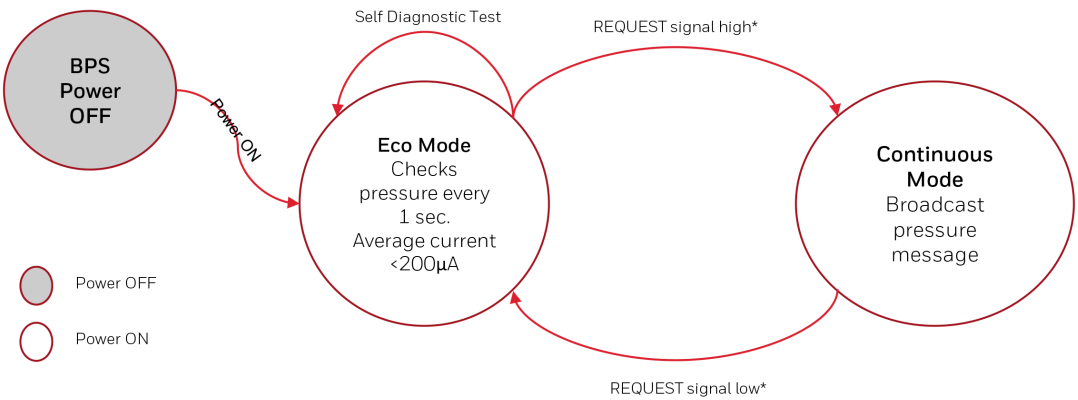 Self Diagnostic Test
REQUEST signal high*
BPS
Power
OFF
Power ON
Eco Mode
Checks
pressure every
1 sec.
Average current
<200μA
Continuous
Mode
Broadcast
pressure
message
Power OFF
Power ON
REQUEST signal low*